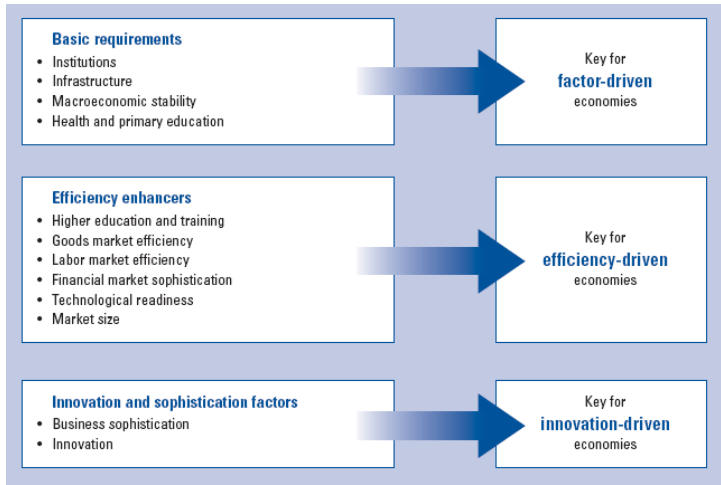 Basic requirements
• Institutions
• Infrastructure
• Macroeconomic stability
• Health and primary education
Key for
factor-driven
economies
Efficiency enhancers
• Higher education and training
• Goods market efficiency
• Labor market efficiency
• Financial market sophistication
• Technological readiness
• Market size
Key for
efficiency-driven
economies
Innovation and sophistication factors
• Business sophistication
• Innovation
Key for
innovation-driven
economies